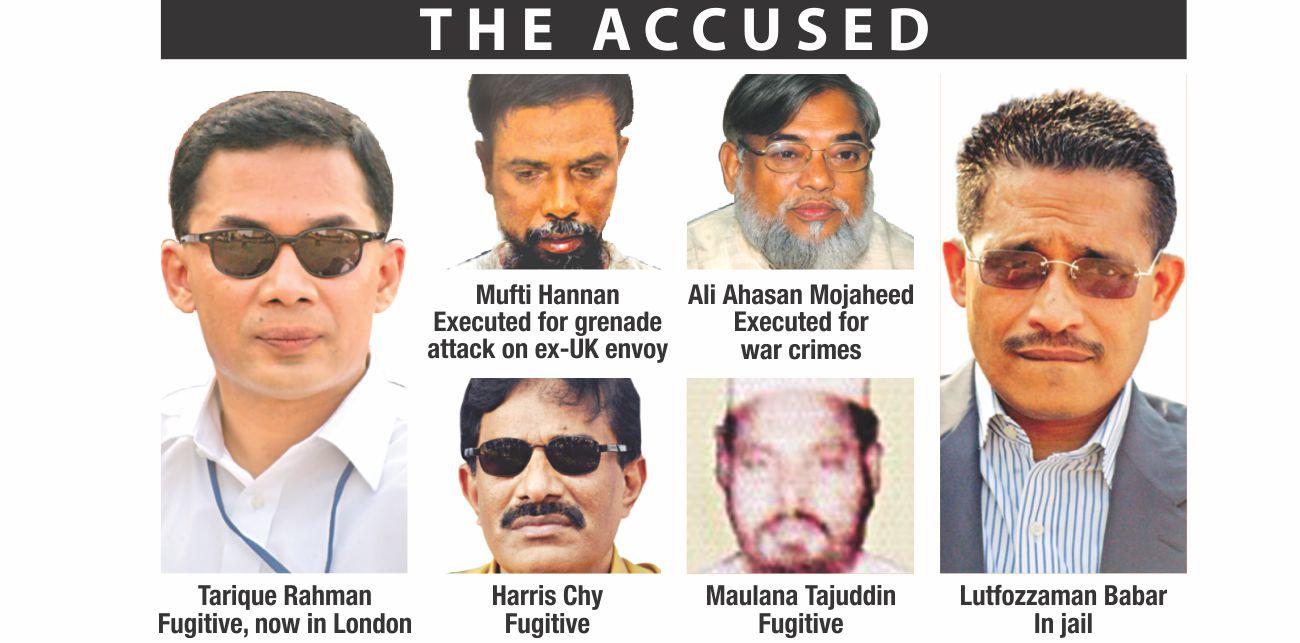 THE ACCUSED
Mufti Hannan
Executed for grenade
attack on ex-UK envoy
Ali Ahasan Mojaheed
Executed for
war crimes
Tarique Rahman
Fugitive, now in London
Harris Chy
Fugitive
Maulana Tajuddin
Fugitive
Lutfozzaman Babar
In jail